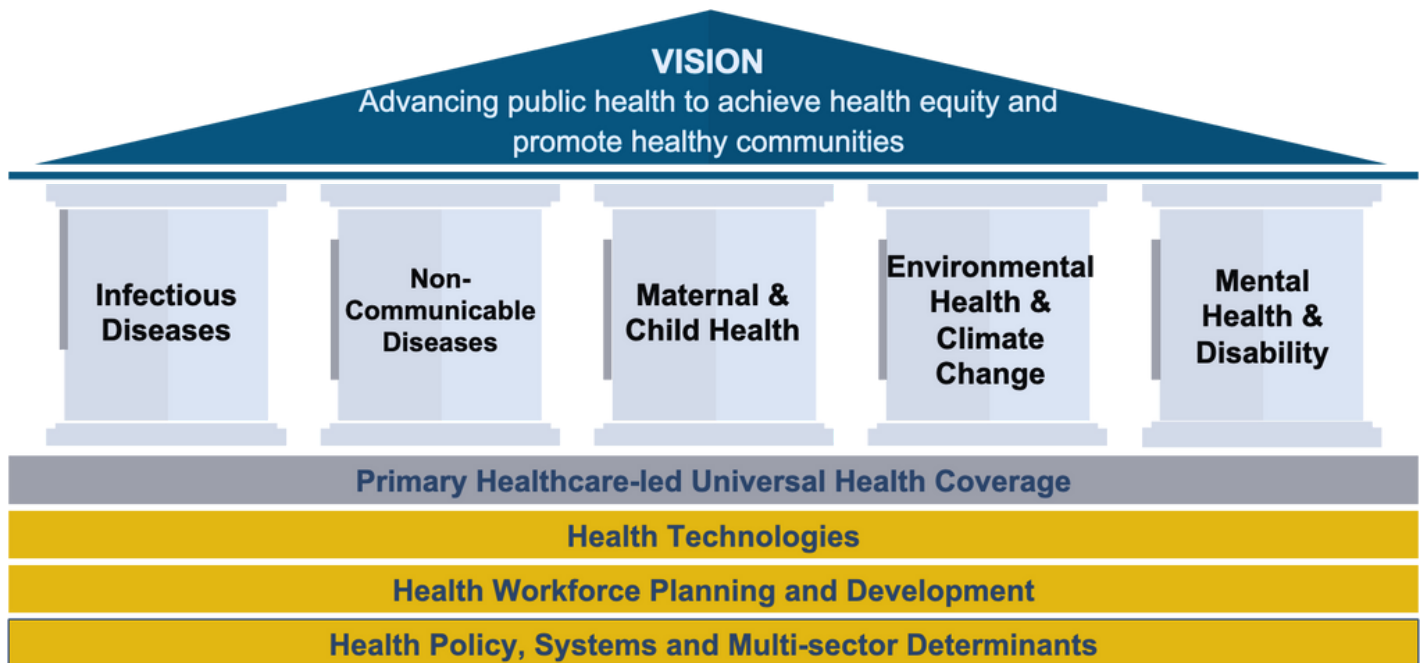 VISION
Advancing public health to achieve health equity and
promote healthy communities
Infectious
Diseases
Non-
Communicable
Diseases
Maternal &
Child Health
Environmental
Health &
Climate
Change
Mental
Health &
Disability
Primary Healthcare-led Universal Health Coverage
Health Technologies
Health Workforce Planning and Development
Health Policy, Systems and Multi-sector Determinants